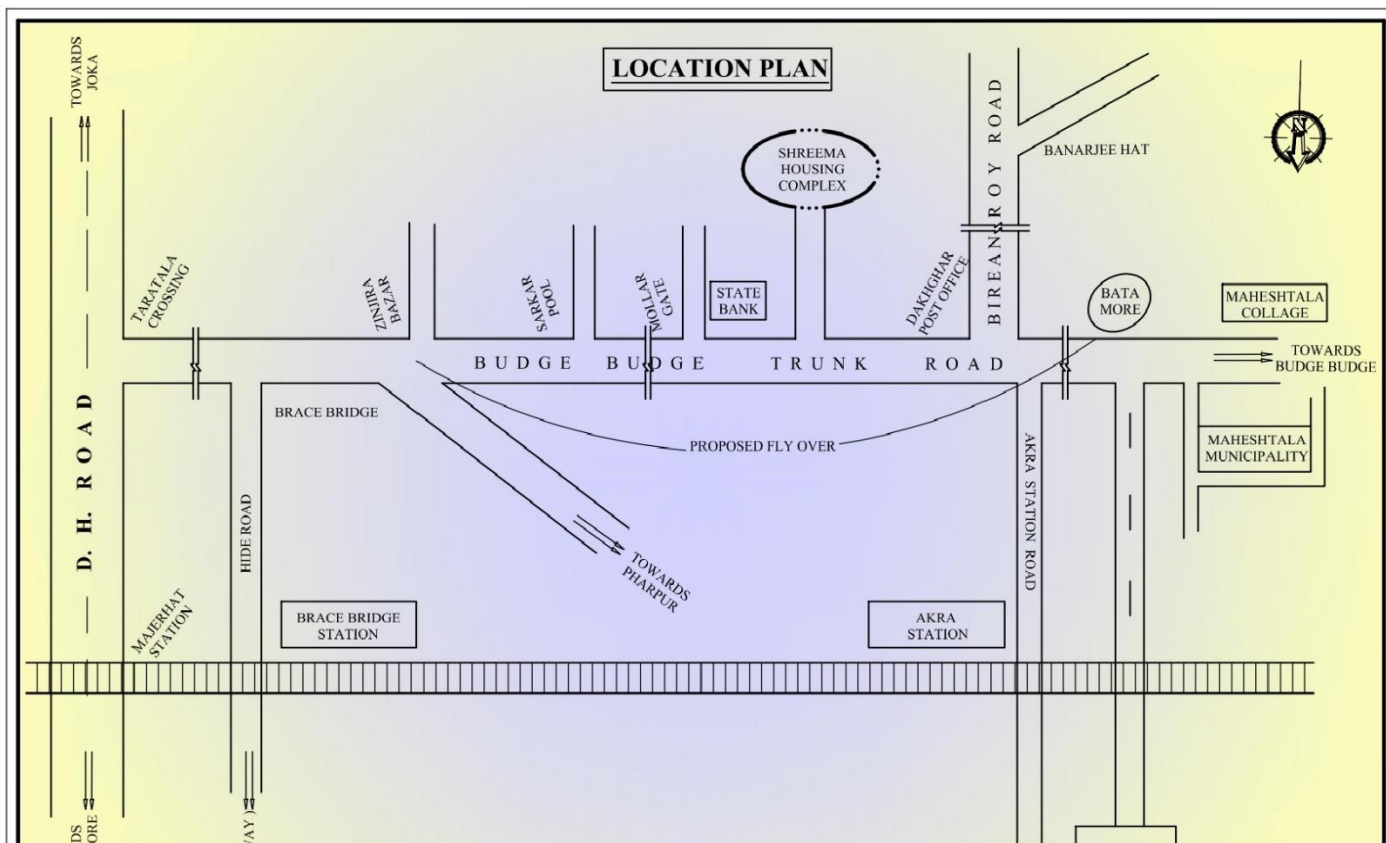 LOCATION PLAN
TOWARDS
JOKA
SHREEMA
HOUSING
COMPLEX
BIREAN ROY ROAD
BANARJEE HAT
N
TARATALA
CROSSING
ZINJIRA
BAZAR
SARKAR
POOL
MOLLAR
GATE
STATE
BANK
DAKHGHAR
POST OFFICE
BATA
MORE
MAHESHTALA
COLLAGE
BUDGE BUDGE TRUNK ROAD
TOWARDS
BUDGE BUDGE
D. H. ROAD
BRACE BRIDGE
PROPOSED FLY OVER
MAHESHTALA
MUNICIPALITY
HIDE ROAD
AKRA STATION ROAD
TOWARDS
PHARPUR
MAJERHAT
STATION
BRACE BRIDGE
STATION
AKRA
STATION
DS
ORE
WAY )